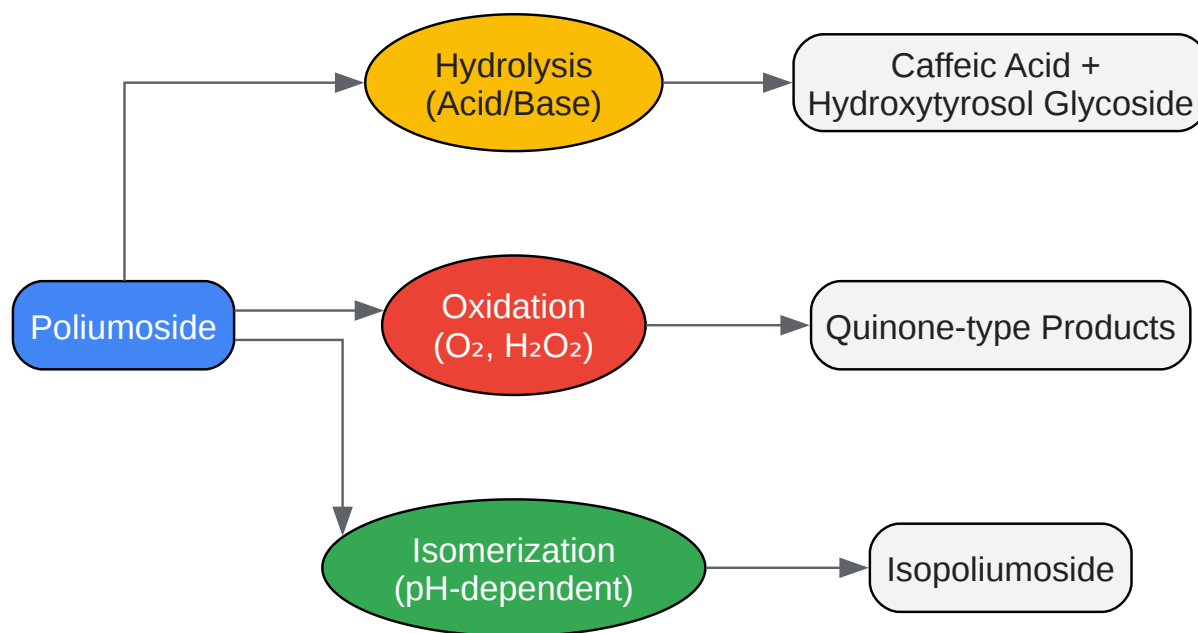 Hydrolysis
(Acid/Base)
Caffeic Acid +
Hydroxytyrosol Glycoside
Poliumoside
Oxidation
(O₂, H₂O₂)
Quinone-type Products
Isomerization
(pH-dependent)
Isopoliumoside